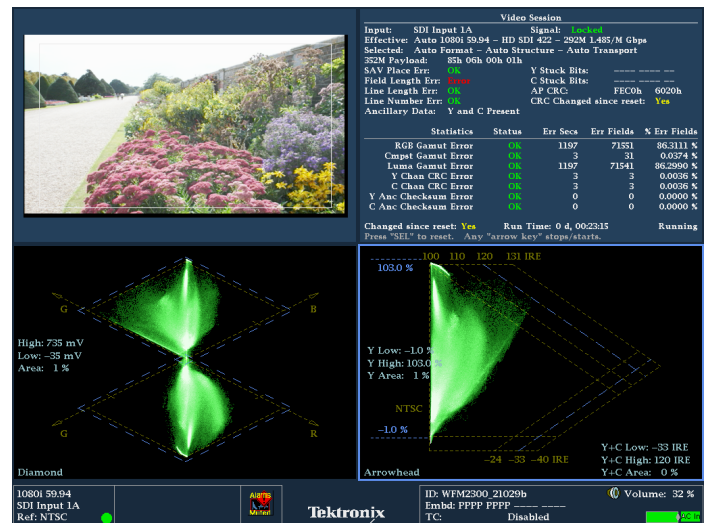 Video Session
Input: SDI Input 1A Signal: Locked
Effective: Auto 1080i 59.94 – HD SDI 422 – 292M 1.485/M Gbps
Selected: Auto Format – Auto Structure – Auto Transport
352M Payload: 85h 06h 00h 01h
SAV Place Err: OK Y Stuck Bits: –––– –––– –– ––
Field Length Err: Error C Stuck Bits: –––– –––– –– ––
Line Length Err: OK AP CRC: FEC0h 6020h
Line Number Err: OK CRC Changed since reset: Yes
Ancillary Data: Y and C Present
Statistics Status Err Secs Err Fields % Err Fields
RGB Gamut Error OK 1197 71551 86.3111 %
Cmpst Gamut Error OK 3 31 0.0374 %
Luma Gamut Error OK 1197 71541 86.2990 %
Y Chan CRC Error OK 3 3 0.0036 %
C Chan CRC Error OK 3 3 0.0036 %
Y Anc Checksum Error OK 0 0 0.0000 %
C Anc Checksum Error OK 0 0 0.0000 %
Changed since reset: Yes Run Time: 0 d, 00:23:15 Running
Press "SEL" to reset. Any "arrow key" stops/starts.
G B
High: 735 mV
Low: –35 mV
Area: 1 %
G R
Diamond
100 110 120 131 IRE
103.0 %
Y Low: –1.0 %
Y High: 103.0 %
Y Area: 1 %
NTSC
–1.0 %
–24 –33 –40 IRE
Y+C Low: –33 IRE
Y+C High: 120 IRE
Y+C Area: 0 %
Arrowhead
1080i 59.94
SDI Input 1A
Ref: NTSC
Alarms
Muted
Tektronix
ID: WFM2300_21029b Volume: 32 %
Embd: PPPP PPPP –––– ––––
TC: Disabled
AC In